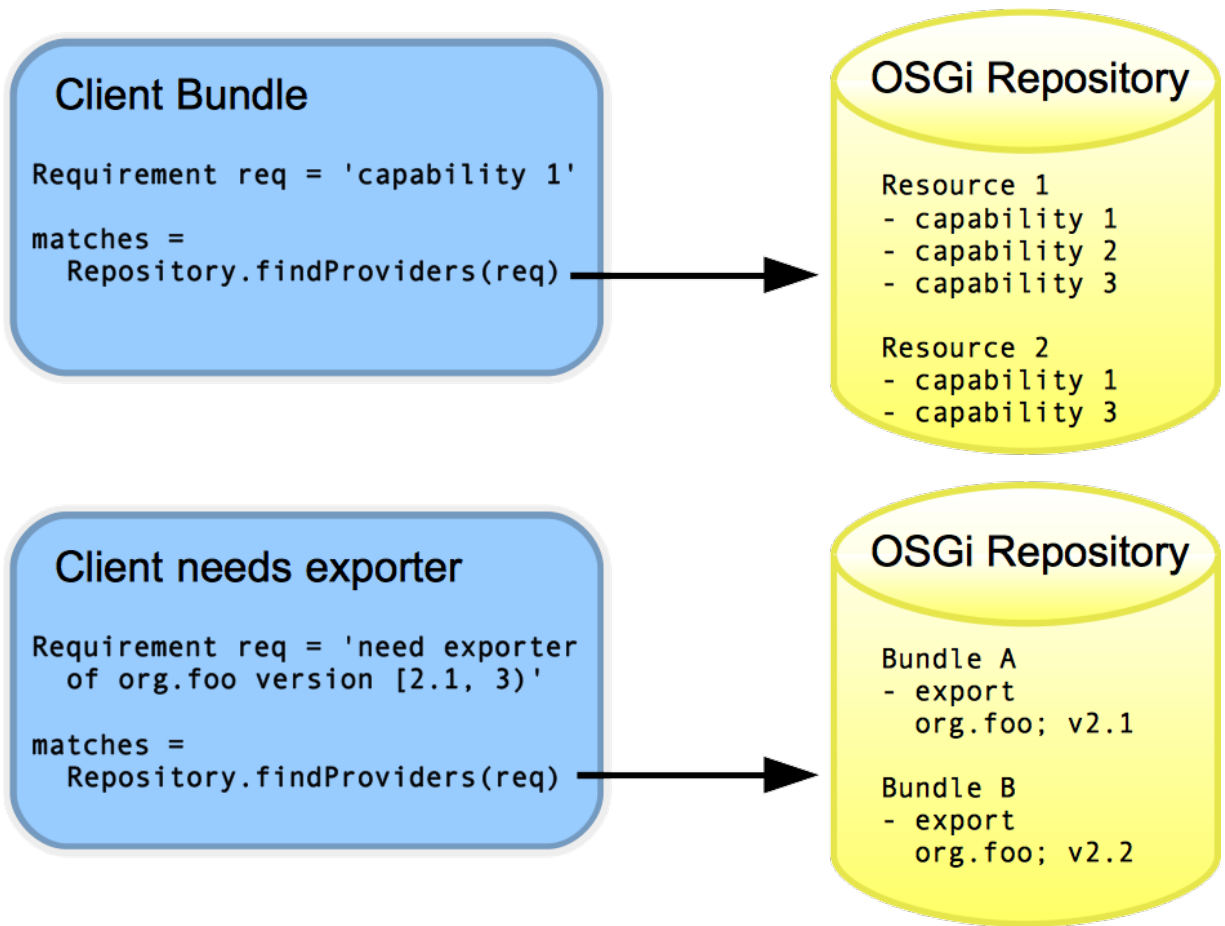 Client Bundle
Requirement req = 'capability 1'
matches =
Repository.findProviders(req)
OSGi Repository
Resource 1
- capability 1
- capability 2
- capability 3
Resource 2
- capability 1
- capability 3
Client needs exporter
Requirement req = 'need exporter
of org.foo version [2.1, 3)'
matches =
Repository.findProviders(req)
OSGi Repository
Bundle A
- export
org.foo; v2.1
Bundle B
- export
org.foo; v2.2